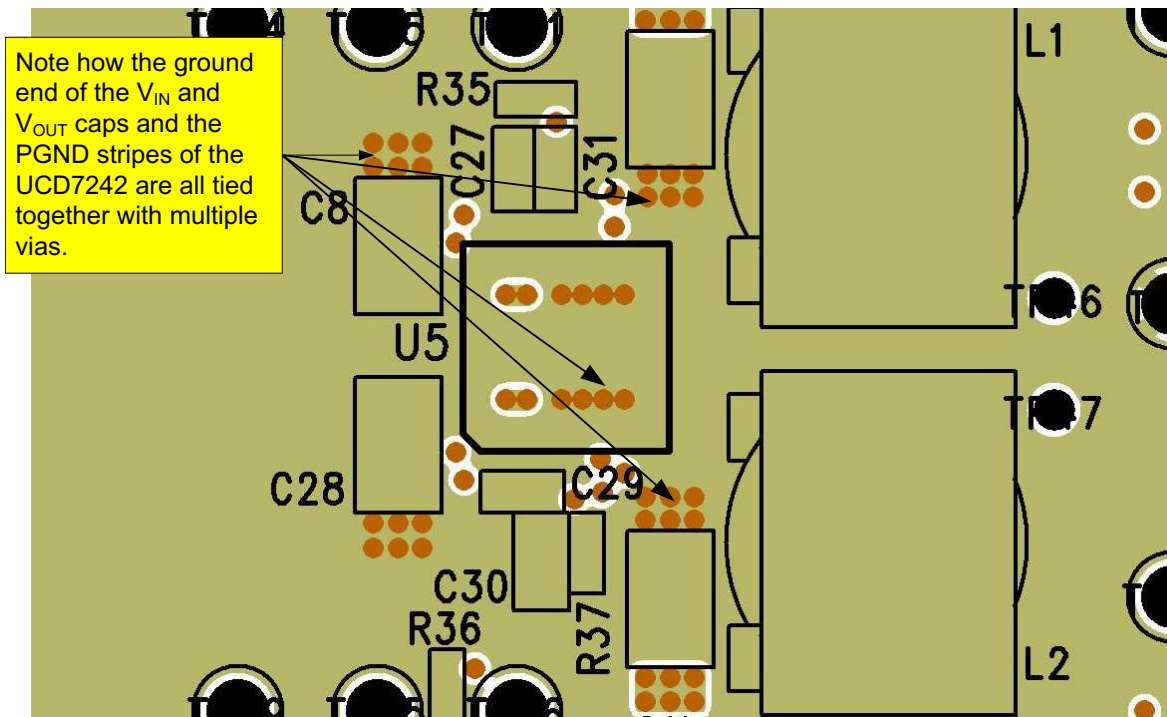 Note how the ground
end of the VIN and
VOUT caps and the
PGND stripes of the
UCD7242 are all tied
together with multiple
vias.
L1
R35
C27
C31
C8
U5
C28
C29
C30
R36
R37
L2